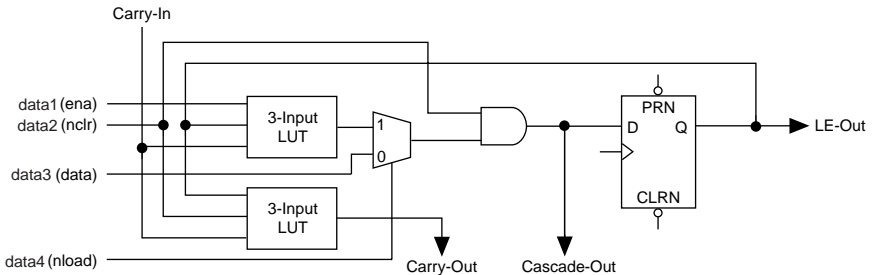 Carry-In
data1 (ena)
data2 (nclr)
3-Input
LUT
1
0
PRN
D
Q
LE-Out
data3 (data)
CLRN
3-Input
LUT
data4 (nload)
Carry-Out
Cascade-Out